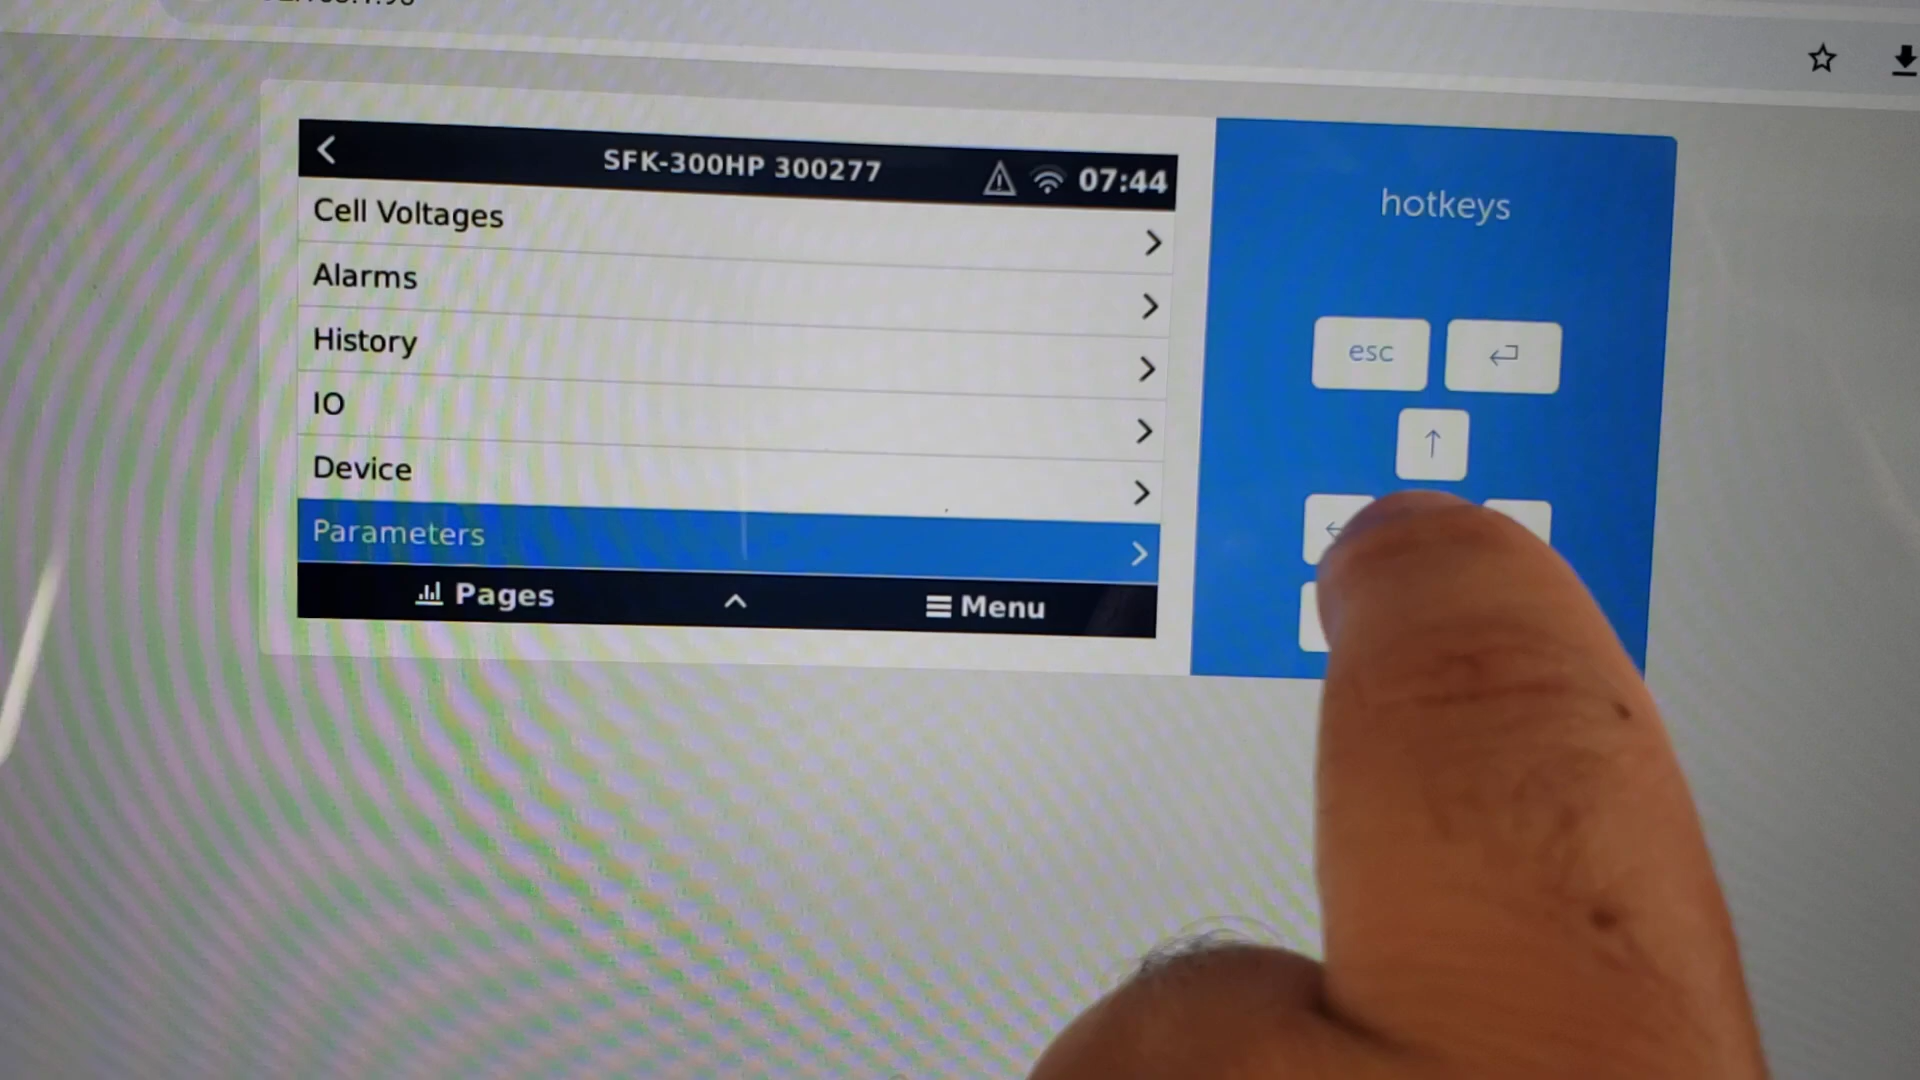 SFK-300HP 300277
07:44
Cell Voltages
Alarms
History
IO
Device
Parameters
Pages
Menu
hotkeys
esc